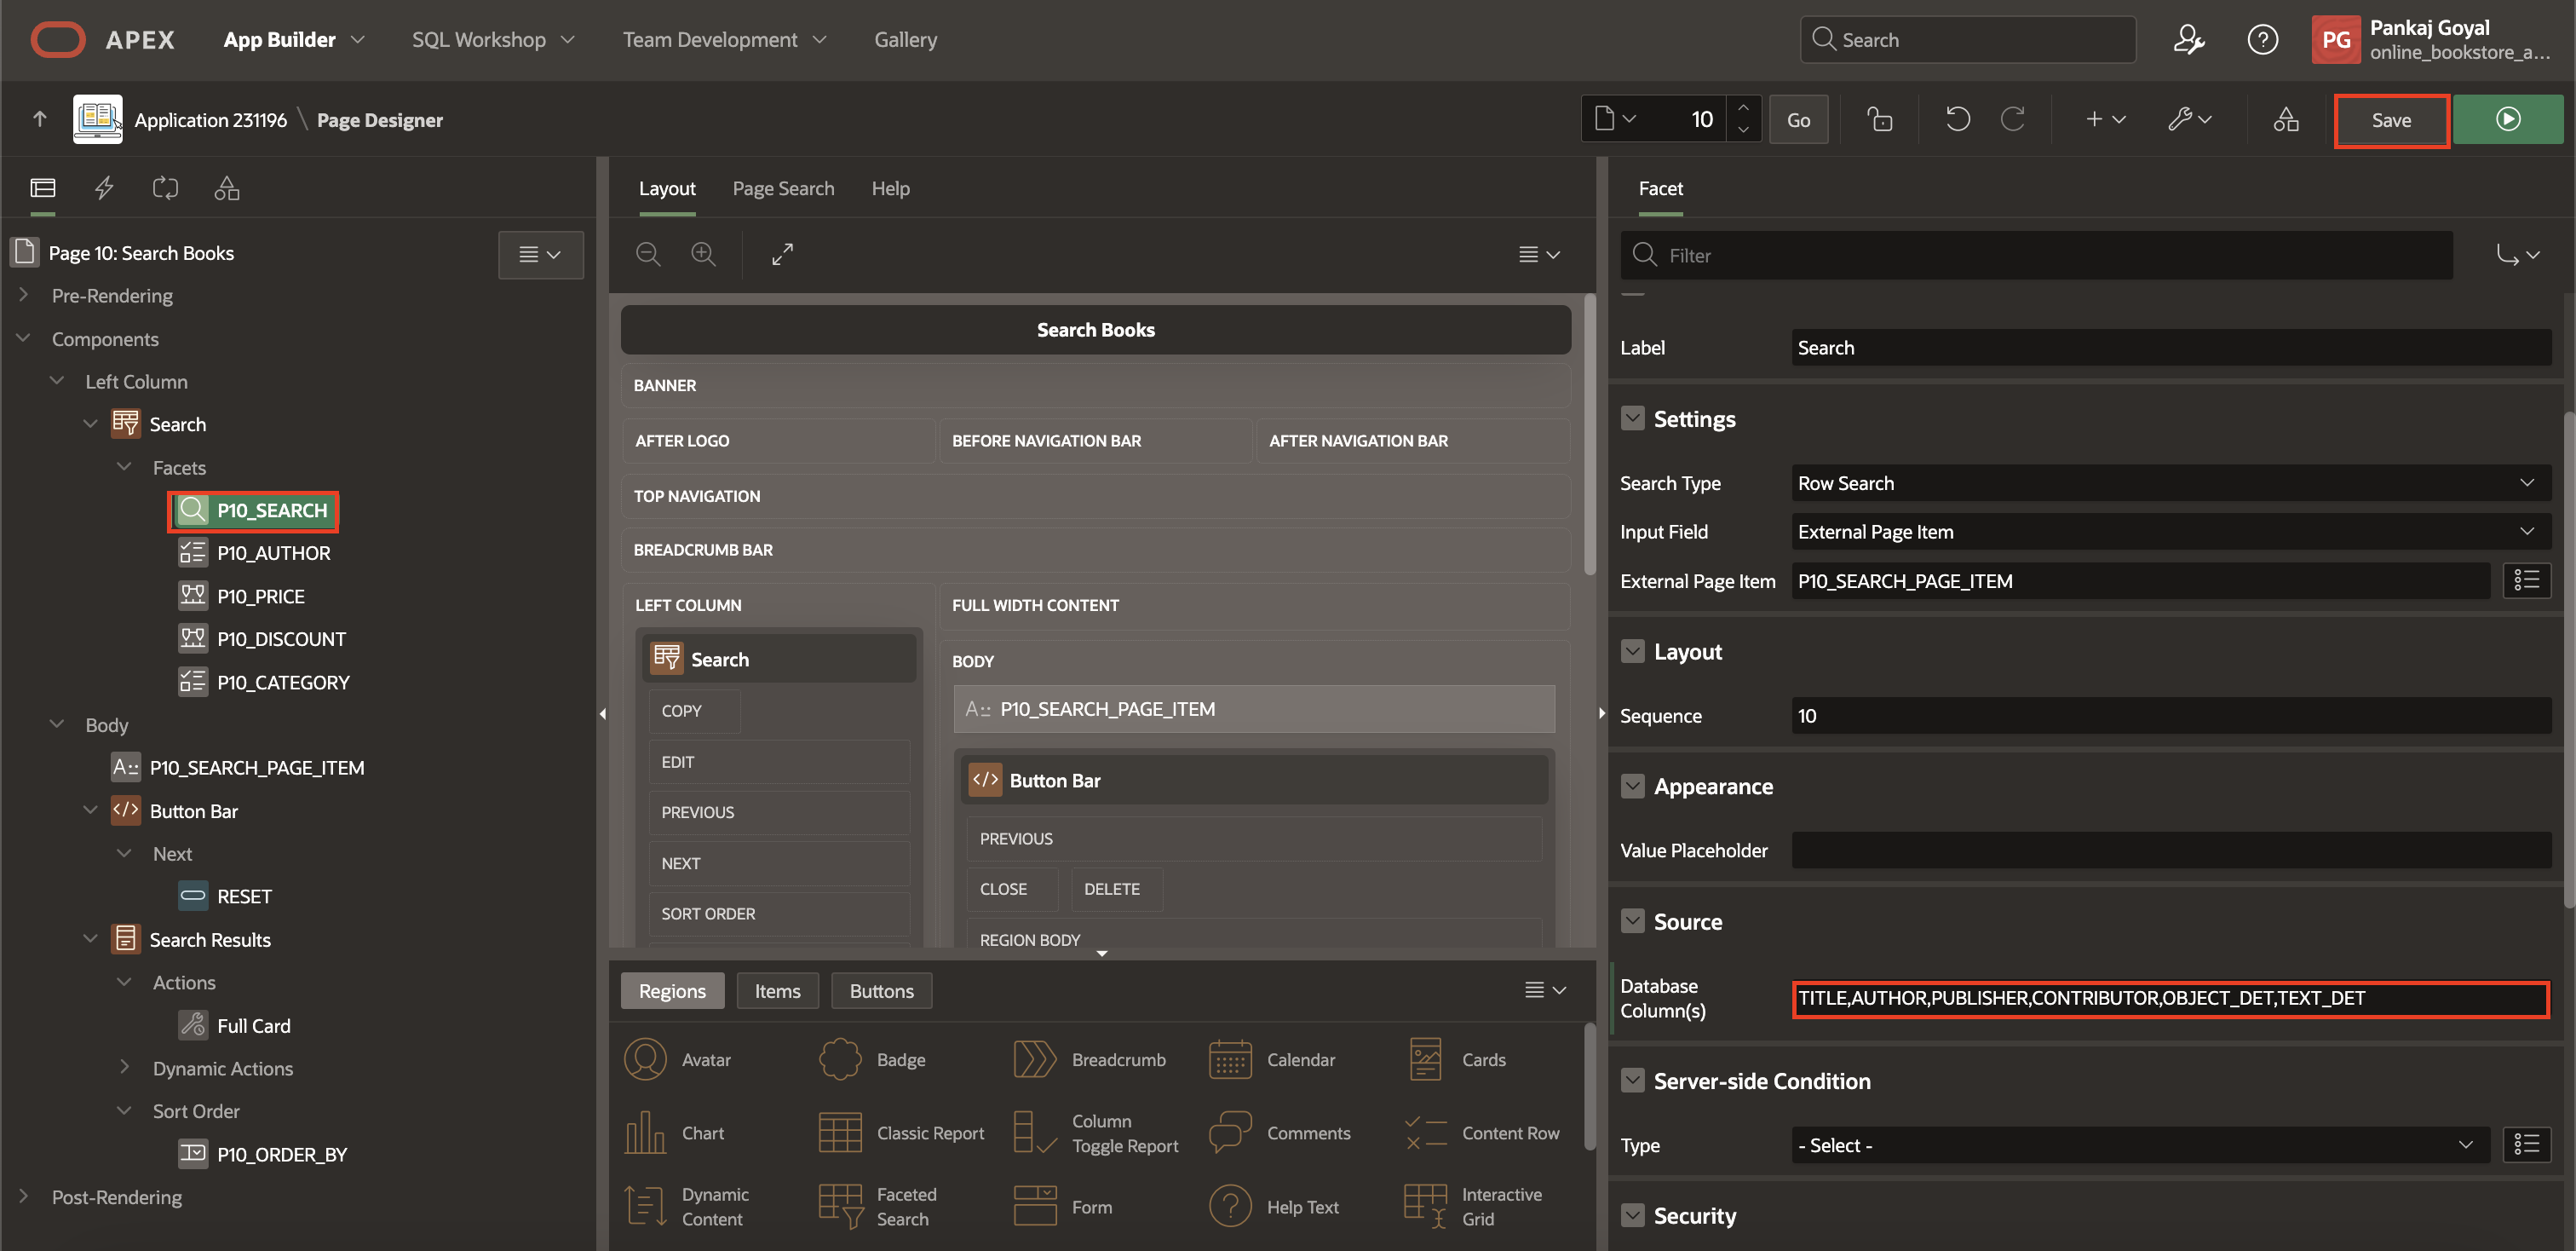 APEX App Builder SQL Workshop Team Development Gallery Search PG Pankaj Goyal
online_bookstore_a...
Application 231196 \ Page Designer 10 Go Save
Page 10: Search Books
Pre-Rendering
Components
Left Column
Search
Facets
P10_SEARCH
P10_AUTHOR
P10_PRICE
P10_DISCOUNT
P10_CATEGORY
Body
P10_SEARCH_PAGE_ITEM
Button Bar
Next
RESET
Search Results
Actions
Full Card
Dynamic Actions
Sort Order
P10_ORDER_BY
Post-Rendering
Layout Page Search Help
Search Books
BANNER
AFTER LOGO BEFORE NAVIGATION BAR AFTER NAVIGATION BAR
TOP NAVIGATION
BREADCRUMB BAR
LEFT COLUMN
Search
COPY
EDIT
PREVIOUS
NEXT
SORT ORDER
FULL WIDTH CONTENT
BODY
P10_SEARCH_PAGE_ITEM
Button Bar
PREVIOUS
CLOSE DELETE
REGION BODY
Regions Items Buttons
Avatar Badge Breadcrumb Calendar Cards
Chart Classic Report Column
Toggle Report Comments Content Row
Dynamic
Content Faceted
Search Form Help Text Interactive
Grid
Facet
Filter
Label Search
Settings
Search Type Row Search
Input Field External Page Item
External Page Item P10_SEARCH_PAGE_ITEM
Layout
Sequence 10
Appearance
Value Placeholder
Source
Database
Column(s) TITLE,AUTHOR,PUBLISHER,CONTRIBUTOR,OBJECT_DET,TEXT_DET
Server-side Condition
Type - Select -
Security